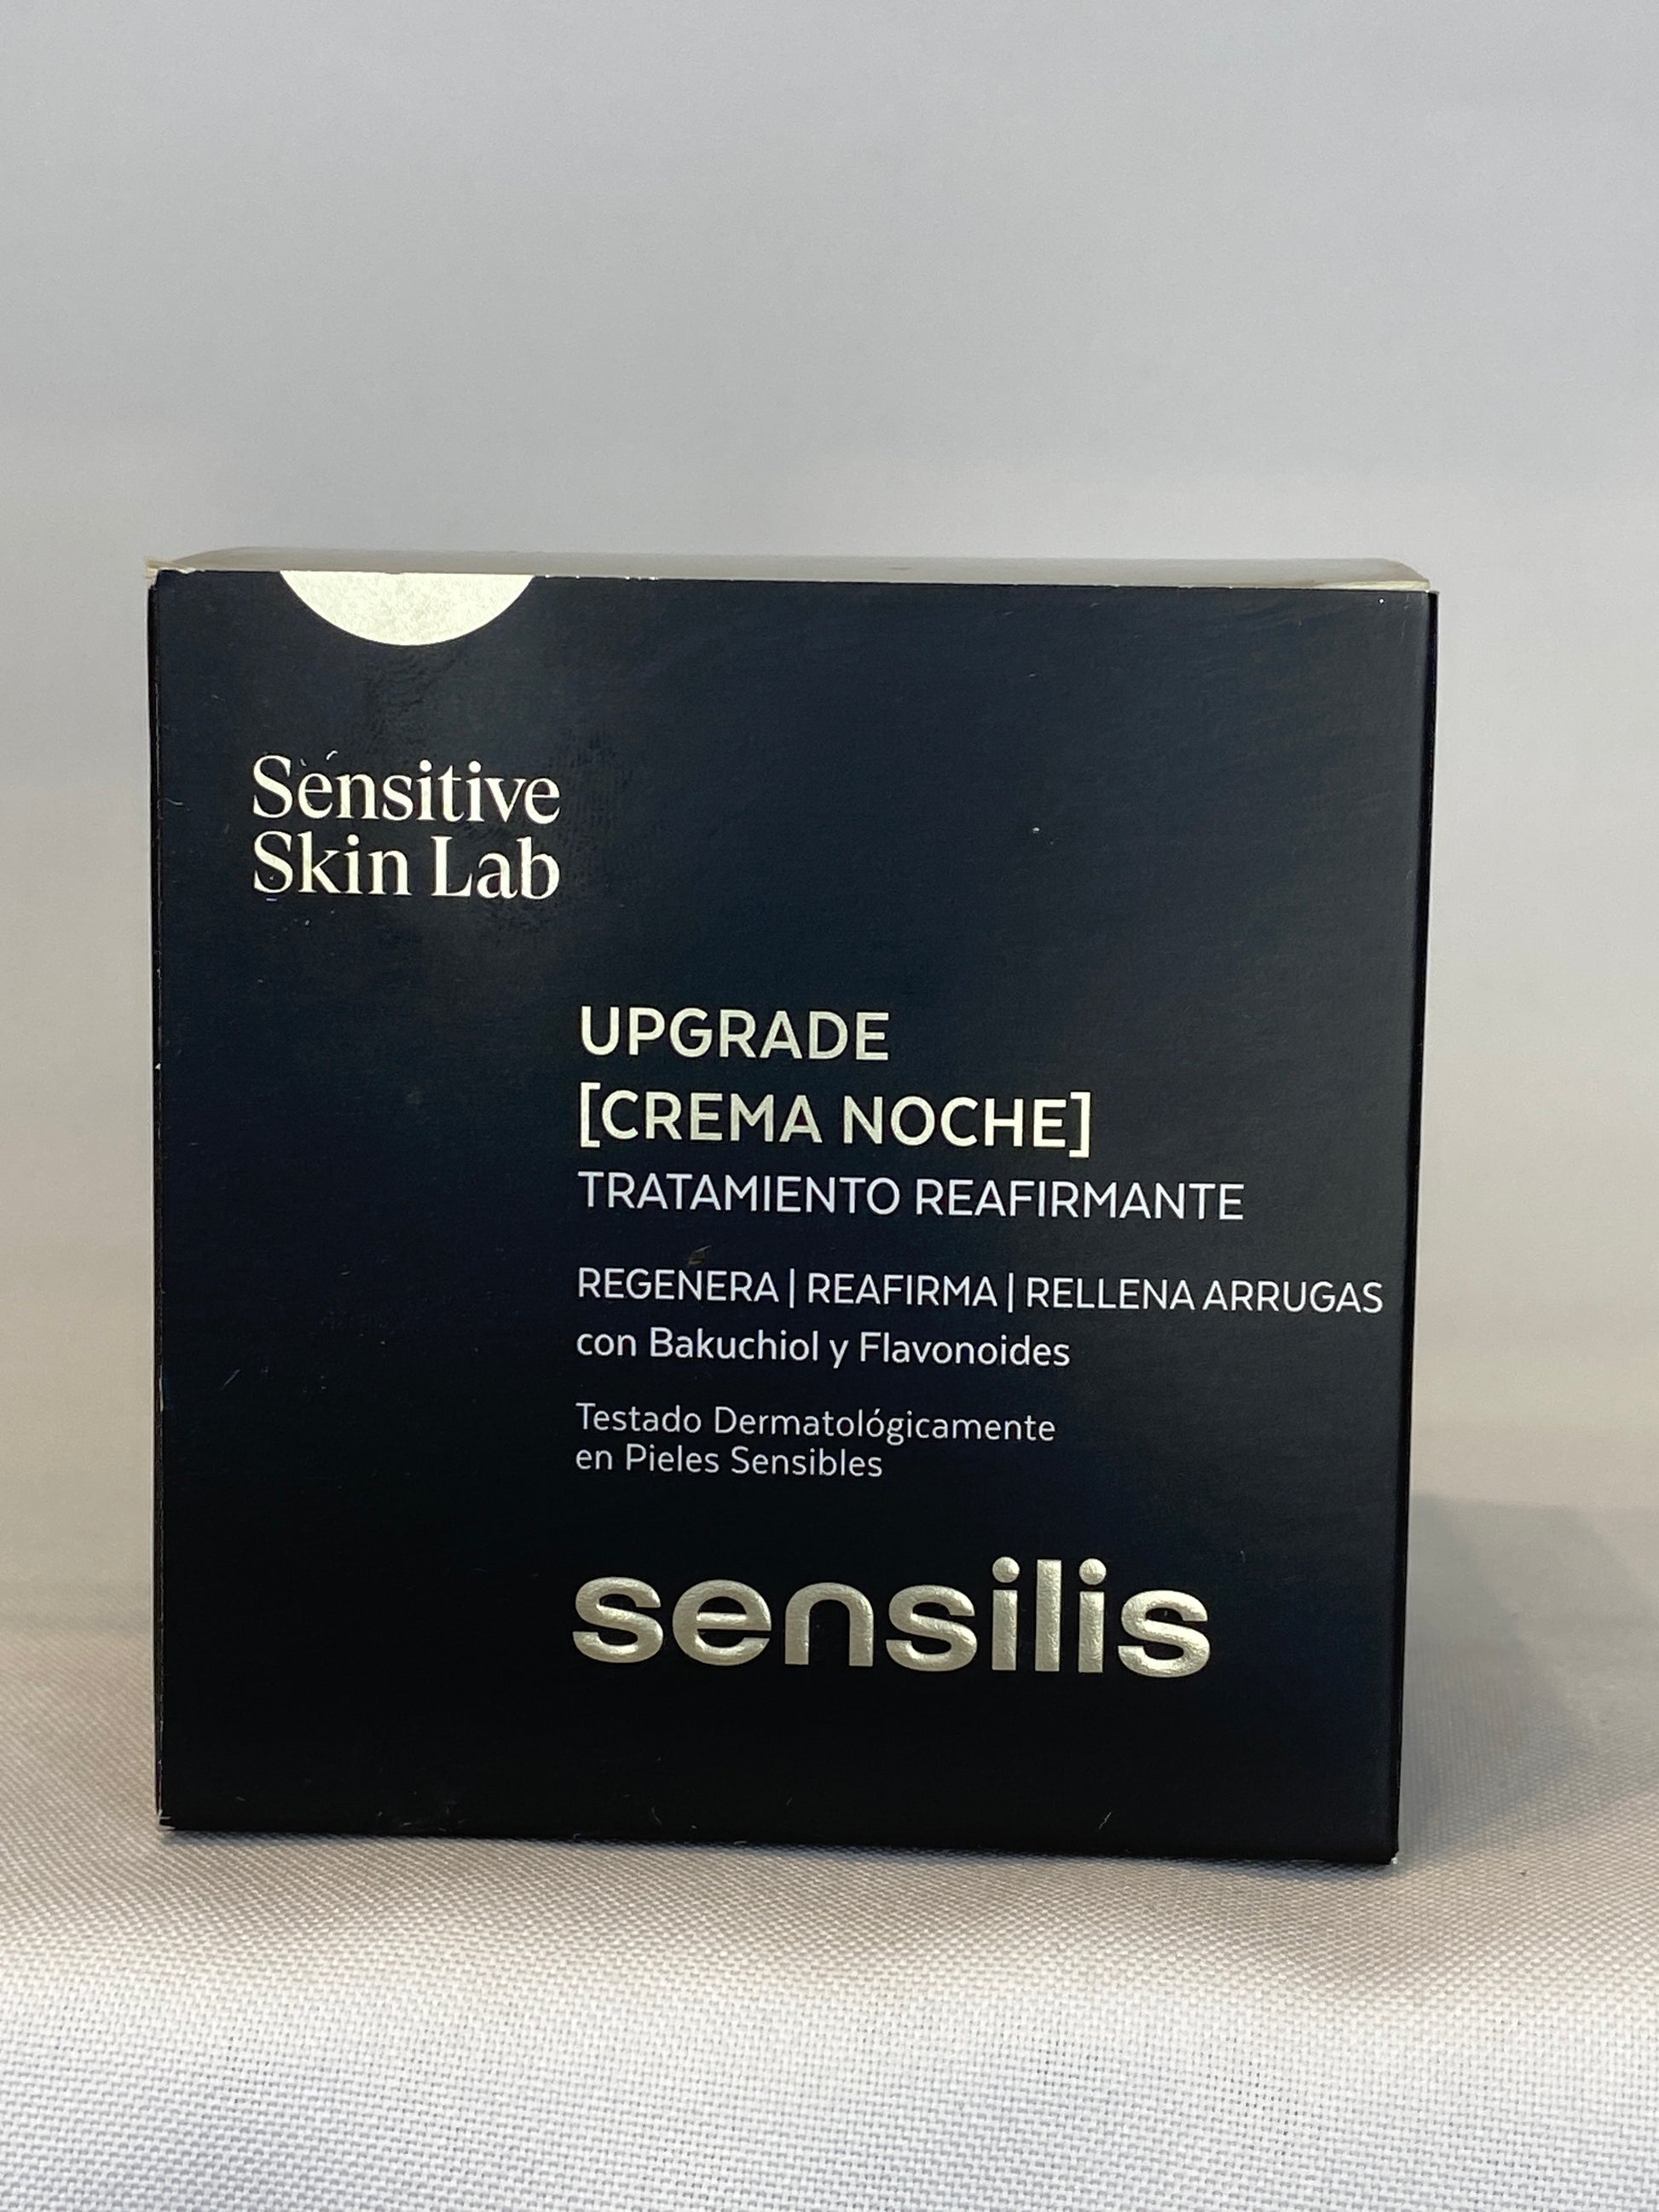 Sensitive
Skin Lab
UPGRADE
[CREMA NOCHE]
TRATAMIENTO REAFIRMANTE
REGENERA | REAFIRMA | RELLENA ARRUGAS
con Bakuchiol y Flavonoides
Testado Dermatológicamente
en Pieles Sensibles
sensilis